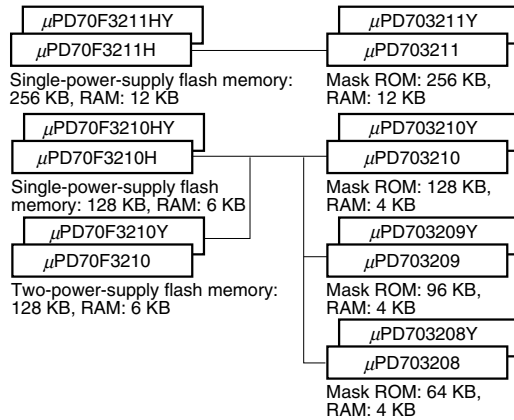 μPD70F3211HY
μPD70F3211H
Single-power-supply flash memory:
256 KB, RAM: 12 KB
μPD703211Y
μPD703211
Mask ROM: 256 KB,
RAM: 12 KB
μPD70F3210HY
μPD70F3210H
Single-power-supply flash
memory: 128 KB, RAM: 6 KB
μPD703210Y
μPD703210
Mask ROM: 128 KB,
RAM: 4 KB
μPD70F3210Y
μPD70F3210
Two-power-supply flash memory:
128 KB, RAM: 6 KB
μPD703209Y
μPD703209
Mask ROM: 96 KB,
RAM: 4 KB
μPD703208Y
μPD703208
Mask ROM: 64 KB,
RAM: 4 KB